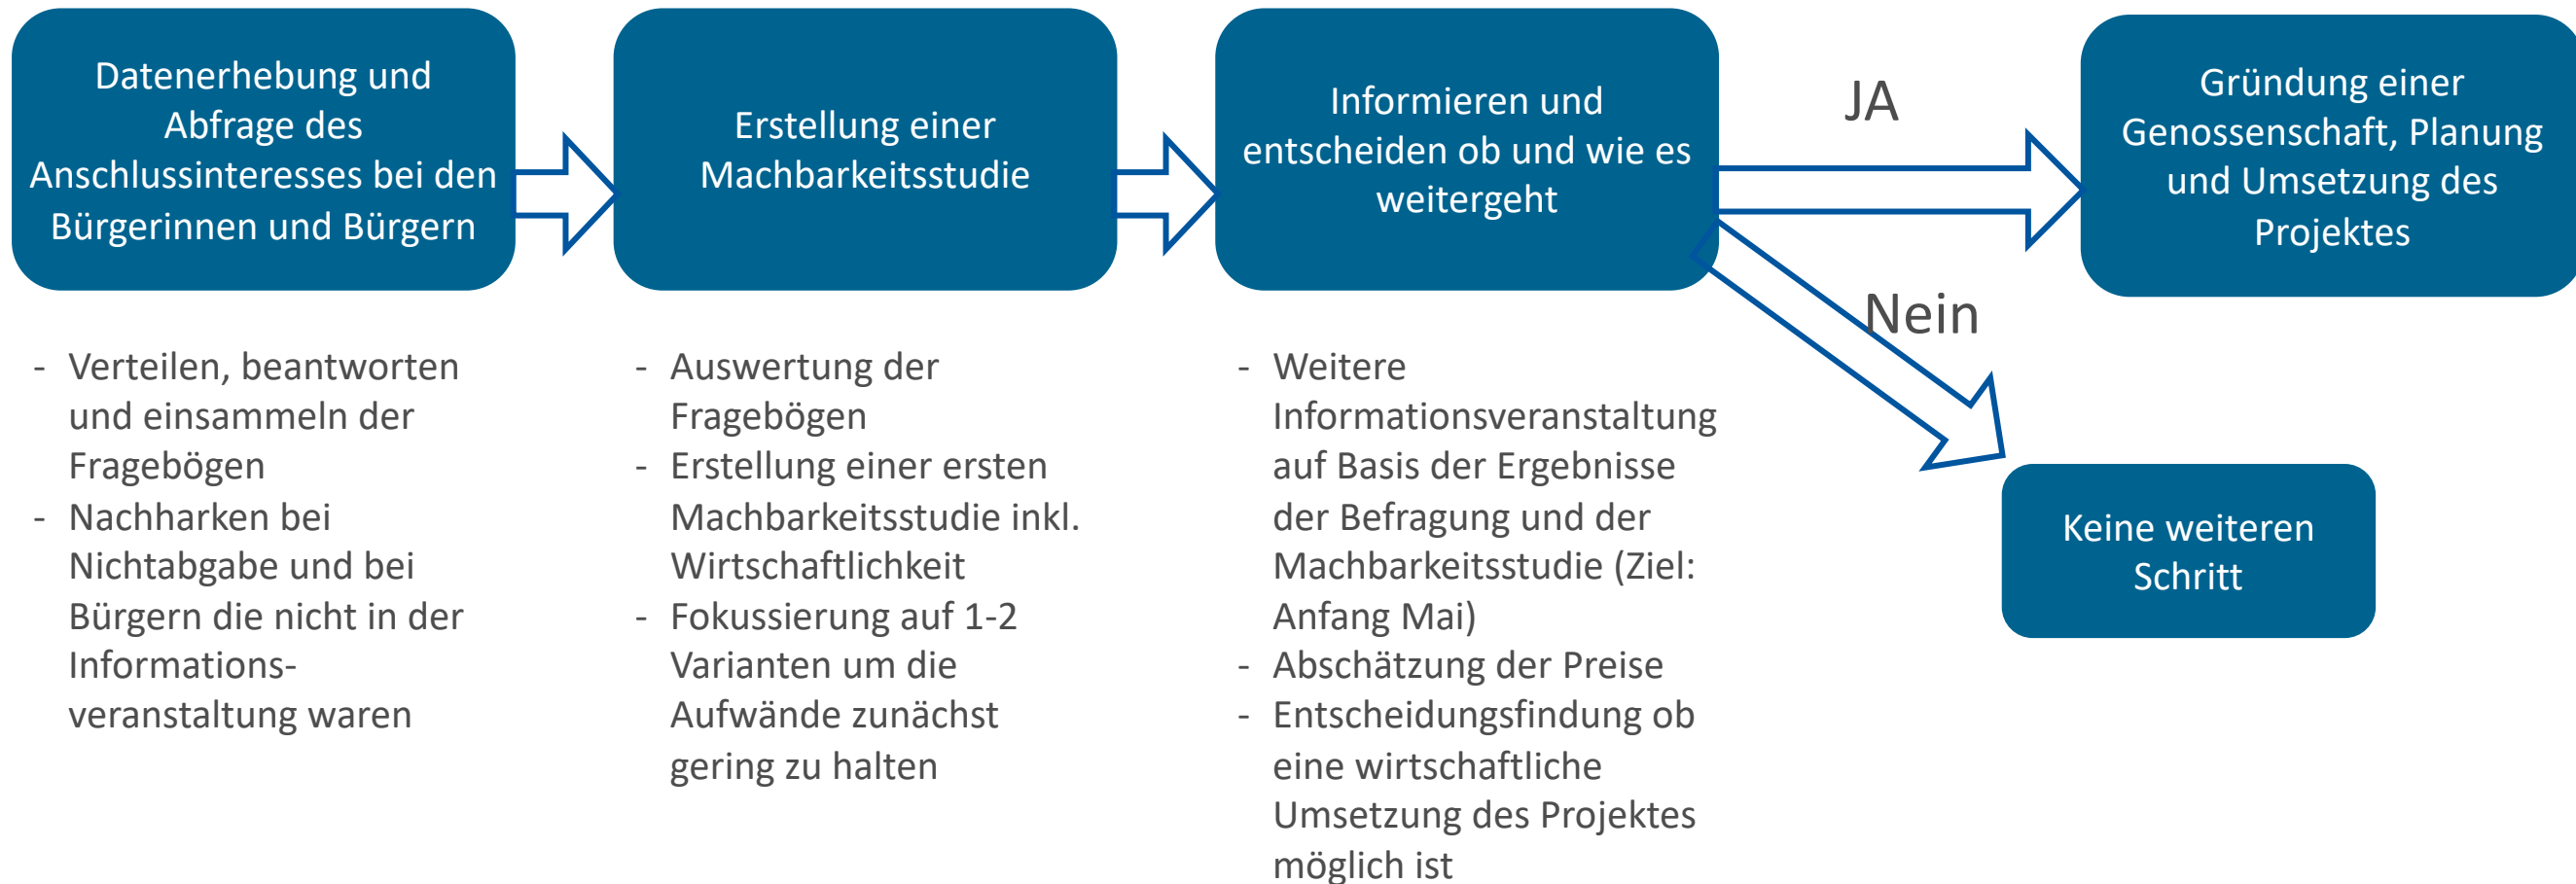 Datenerhebung und
Abfrage des
Anschlussinteresses bei den
Bürgerinnen und Bürgern
Erstellung einer
Machbarkeitsstudie
Informieren und
entscheiden ob und wie es
weitergeht
JA
Gründung einer
Genossenschaft, Planung
und Umsetzung des
Projektes
Nein
Keine weiteren
Schritt
- Verteilen, beantworten
und einsammeln der
Fragebögen
- Nachharken bei
Nichtabgabe und bei
Bürgern die nicht in der
Informations-
veranstaltung waren
- Auswertung der
Fragebögen
- Erstellung einer ersten
Machbarkeitsstudie inkl.
Wirtschaftlichkeit
- Fokussierung auf 1-2
Varianten um die
Aufwände zunächst
gering zu halten
- Weitere
Informationsveranstaltung
auf Basis der Ergebnisse
der Befragung und der
Machbarkeitsstudie (Ziel:
Anfang Mai)
- Abschätzung der Preise
- Entscheidungsfindung ob
eine wirtschaftliche
Umsetzung des Projektes
möglich ist